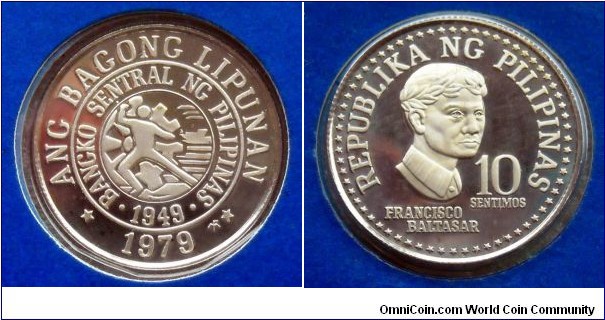 ANG BAGONG LIPUNAN
BANGKO SENTRAL NG PILIPINAS
1949
1979
REPUBLIKA NG PILIPINAS
10
SENTIMOS
FRANCISCO
BALTASAR
OmniCoin.com World Coin Community